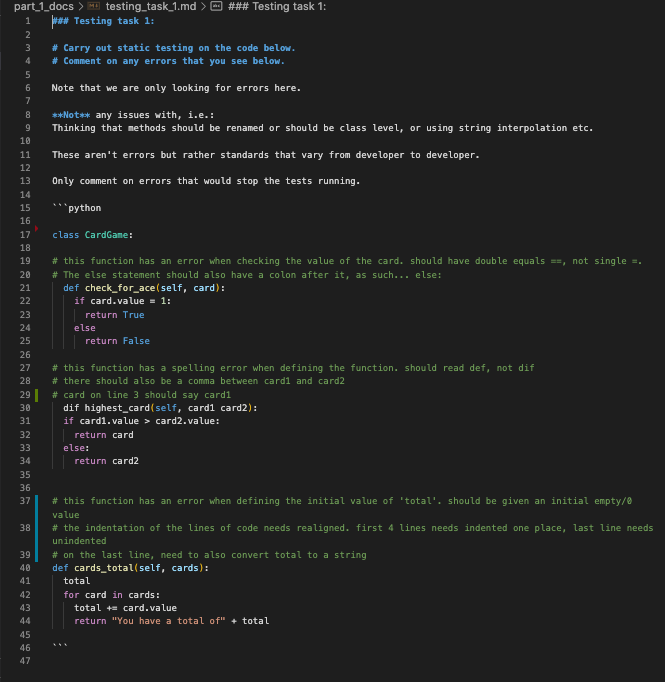 part_1_docs > testing_task_1.md > ### Testing task 1:
1 ### Testing task 1:
2
3 # Carry out static testing on the code below.
4 # Comment on any errors that you see below.
5
6 Note that we are only looking for errors here.
7
8 **Not** any issues with, i.e.:
9 Thinking that methods should be renamed or should be class level, or using string interpolation etc.
10
11 These aren't errors but rather standards that vary from developer to developer.
12
13 Only comment on errors that would stop the tests running.
14
15 ```python
16
17 class CardGame:
18
19 # this function has an error when checking the value of the card. should have double equals ==, not single =.
20 # The else statement should also have a colon after it, as such... else:
21   def check_for_ace(self, card):
22     if card.value = 1:
23       return True
24     else
25       return False
26
27 # this function has a spelling error when defining the function. should read def, not dif
28 # there should also be a comma between card1 and card2
29 # card on line 3 should say card1
30   dif highest_card(self, card1 card2):
31   if card1.value > card2.value:
32     return card
33   else:
34     return card2
35
36
37 # this function has an error when defining the initial value of 'total'. should be given an initial empty/0
value
38 # the indentation of the lines of code needs realigned. first 4 lines needs indented one place, last line needs
unindented
39 # on the last line, need to also convert total to a string
40 def cards_total(self, cards):
41   total
42   for card in cards:
43     total += card.value
44     return "You have a total of" + total
45
46 ```
47